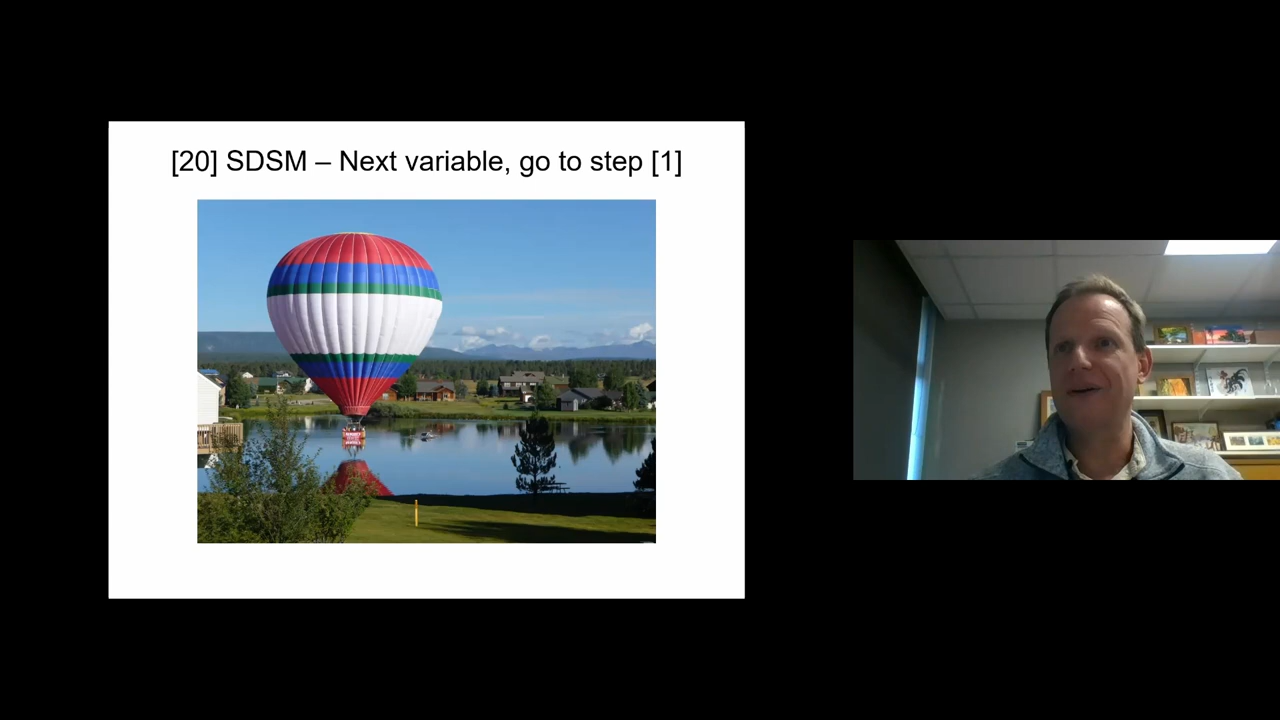 [20] SDSM – Next variable, go to step [1]